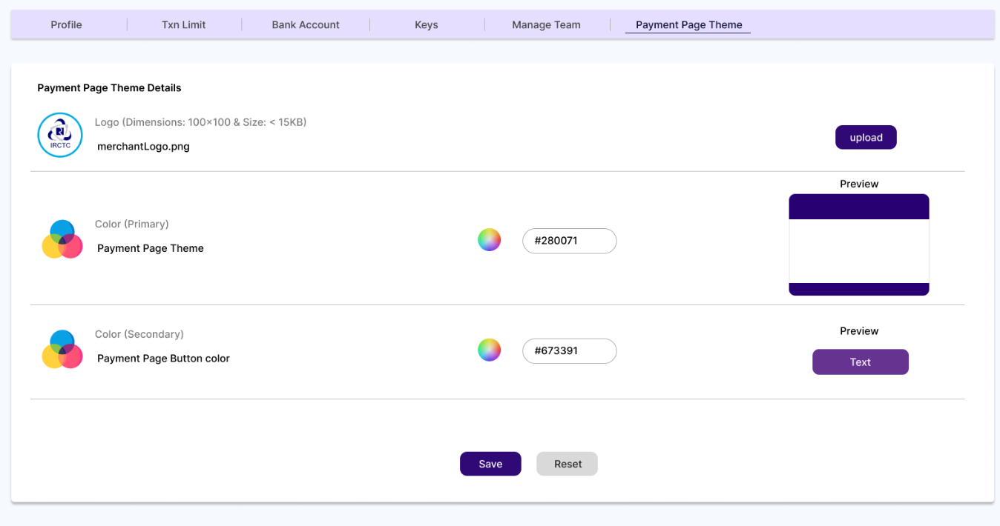 Profile Txn Limit Bank Account Keys Manage Team Payment Page Theme
Payment Page Theme Details
Logo (Dimensions: 100x100 & Size: < 15KB)
IRCTC
merchantLogo.png
upload
Preview
Color (Primary)
#280071
Payment Page Theme
Preview
Color (Secondary)
#673391
Payment Page Button color
Text
Save Reset